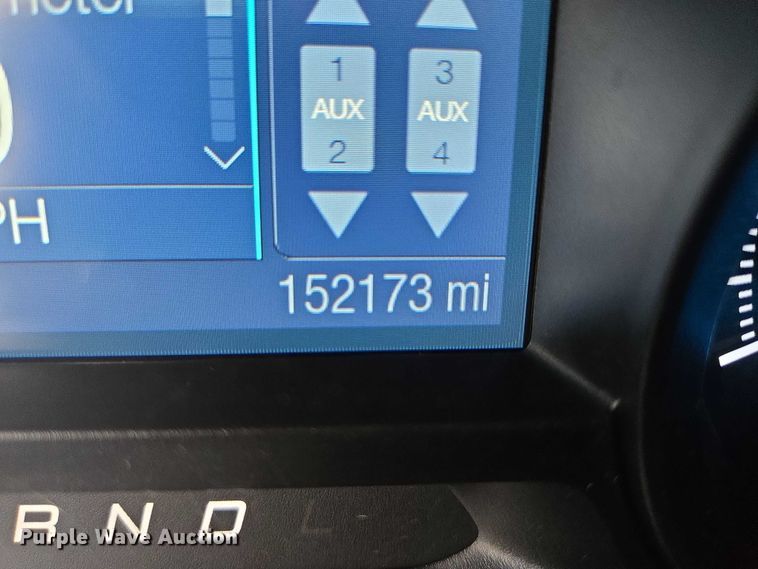 1 3
AUX AUX
2 4
PH
152173 mi
R N D L
Purple Wave Auction